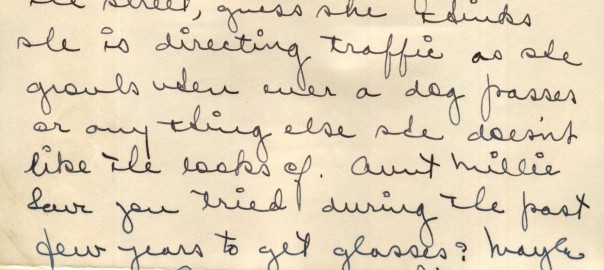 the street, guess she thinks
she is directing traffic as she
growls when ever a dog passes
or any thing else she doesn't
like the looks of. Aunt Millie
have you tried during the past
few years to get glasses? Maybe